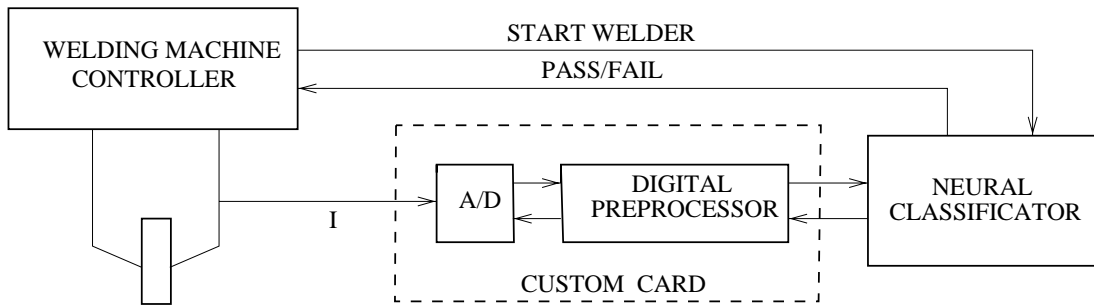 WELDING MACHINE
CONTROLLER
START WELDER
PASS/FAIL
I
A/D
DIGITAL
PREPROCESSOR
NEURAL
CLASSIFICATOR
CUSTOM CARD